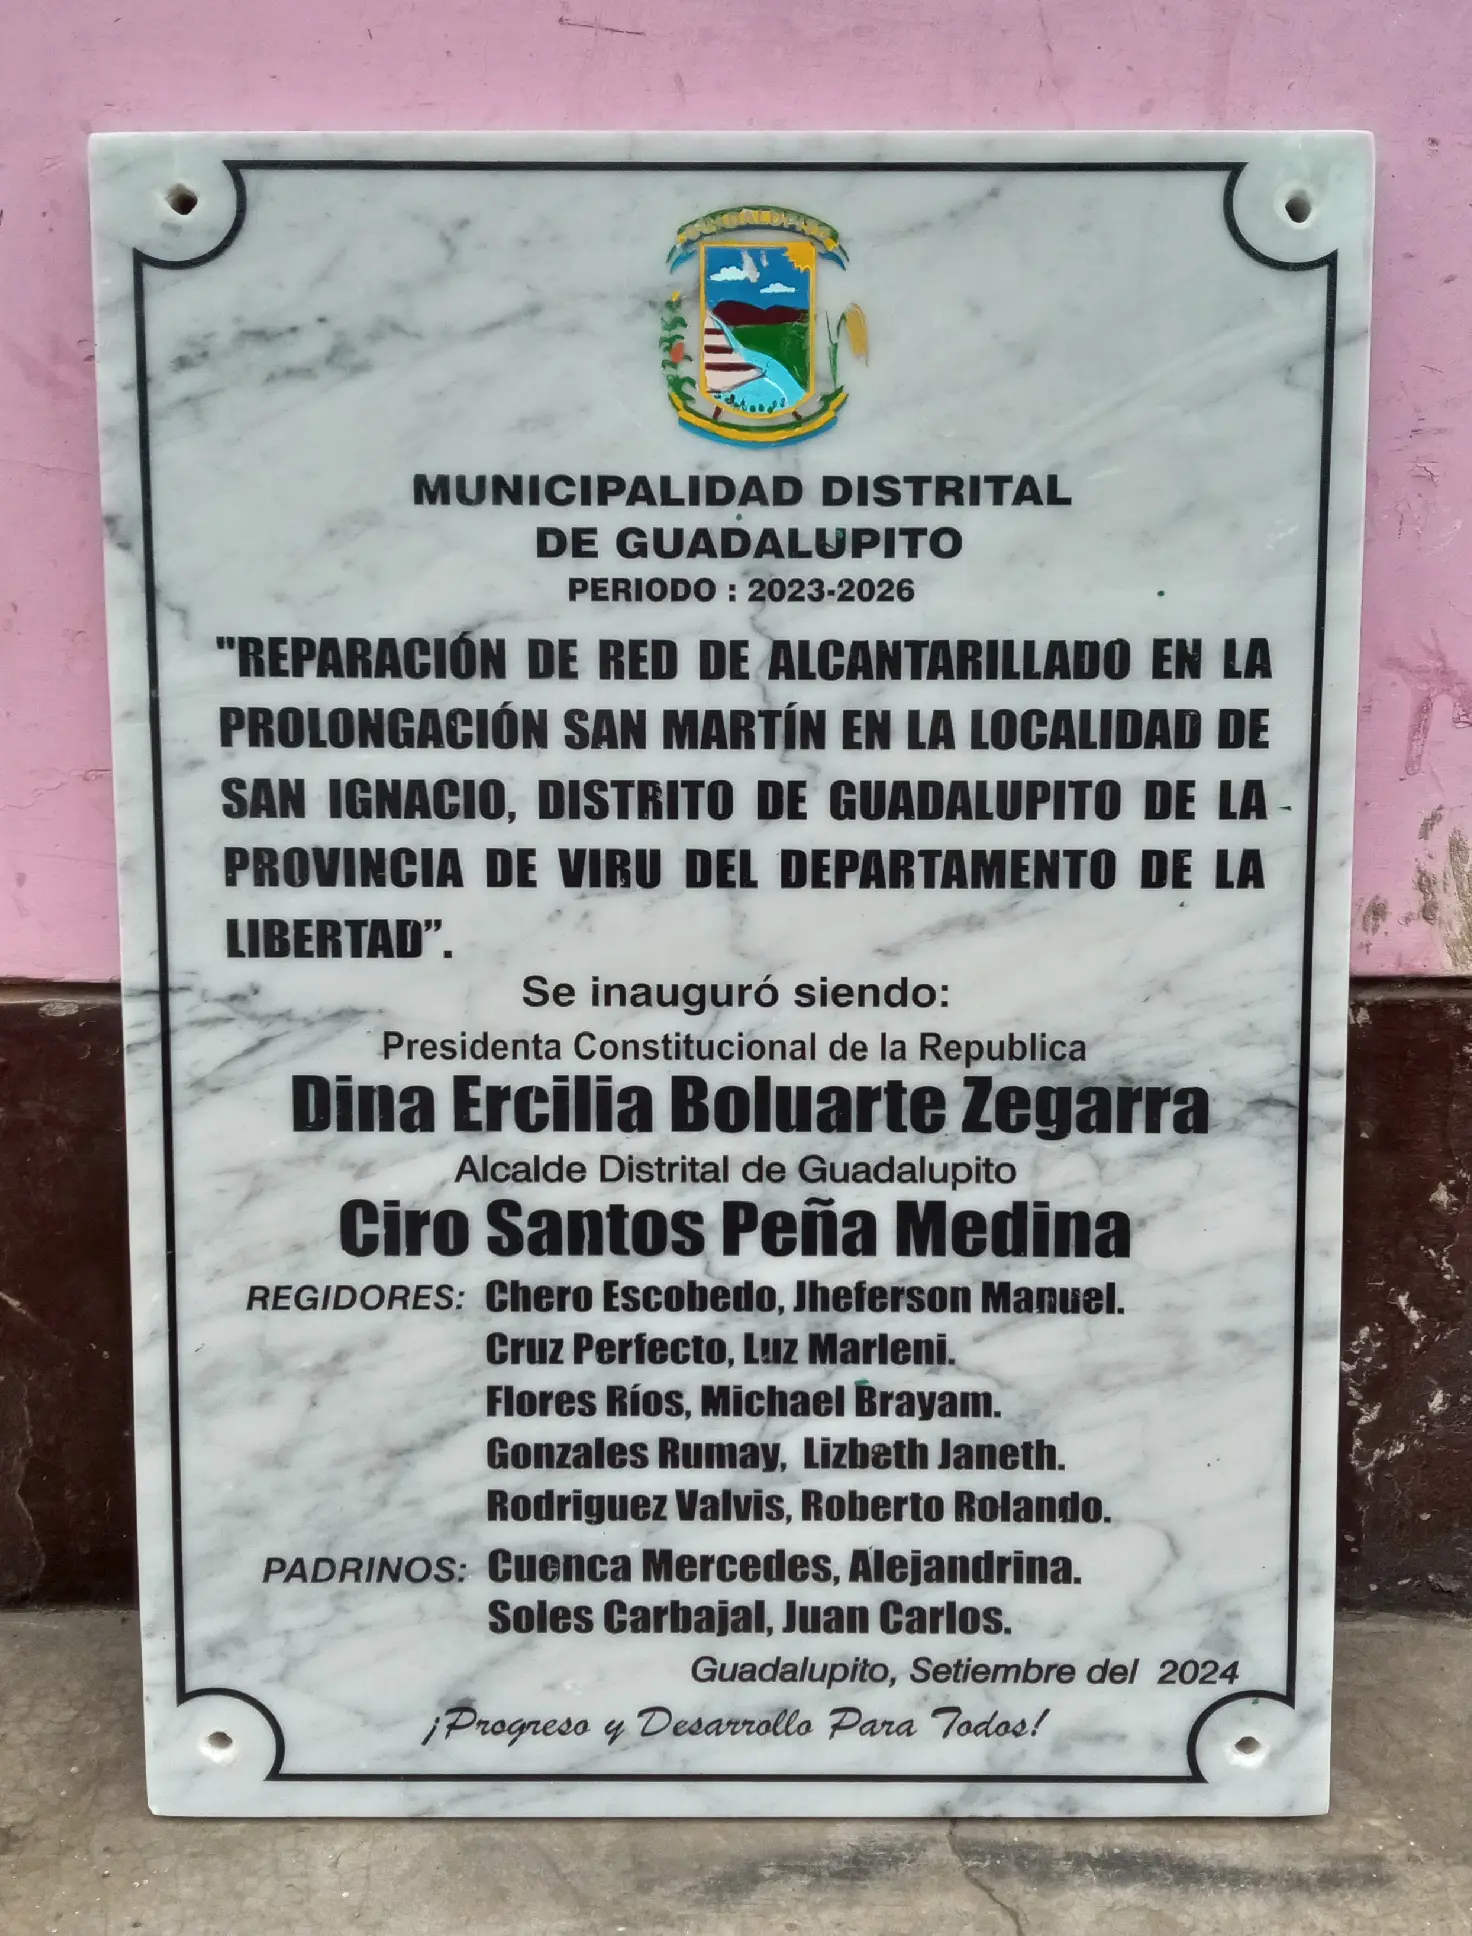 GUADALUPITO
MUNICIPALIDAD DISTRITAL
DE GUADALUPITO
PERIODO : 2023-2026
"REPARACIÓN DE RED DE ALCANTARILLADO EN LA
PROLONGACIÓN SAN MARTÍN EN LA LOCALIDAD DE
SAN IGNACIO, DISTRITO DE GUADALUPITO DE LA
PROVINCIA DE VIRU DEL DEPARTAMENTO DE LA
LIBERTAD”.
Se inauguró siendo:
Presidenta Constitucional de la Republica
Dina Ercilia Boluarte Zegarra
Alcalde Distrital de Guadalupito
Ciro Santos Peña Medina
REGIDORES: Chero Escobedo, Jheferson Manuel.
Cruz Perfecto, Luz Marleni.
Flores Ríos, Michael Brayam.
Gonzales Rumay, Lizbeth Janeth.
Rodriguez Valvis, Roberto Rolando.
PADRINOS: Cuenca Mercedes, Alejandrina.
Soles Carbajal, Juan Carlos.
Guadalupito, Setiembre del 2024
¡Progreso y Desarrollo Para Todos!